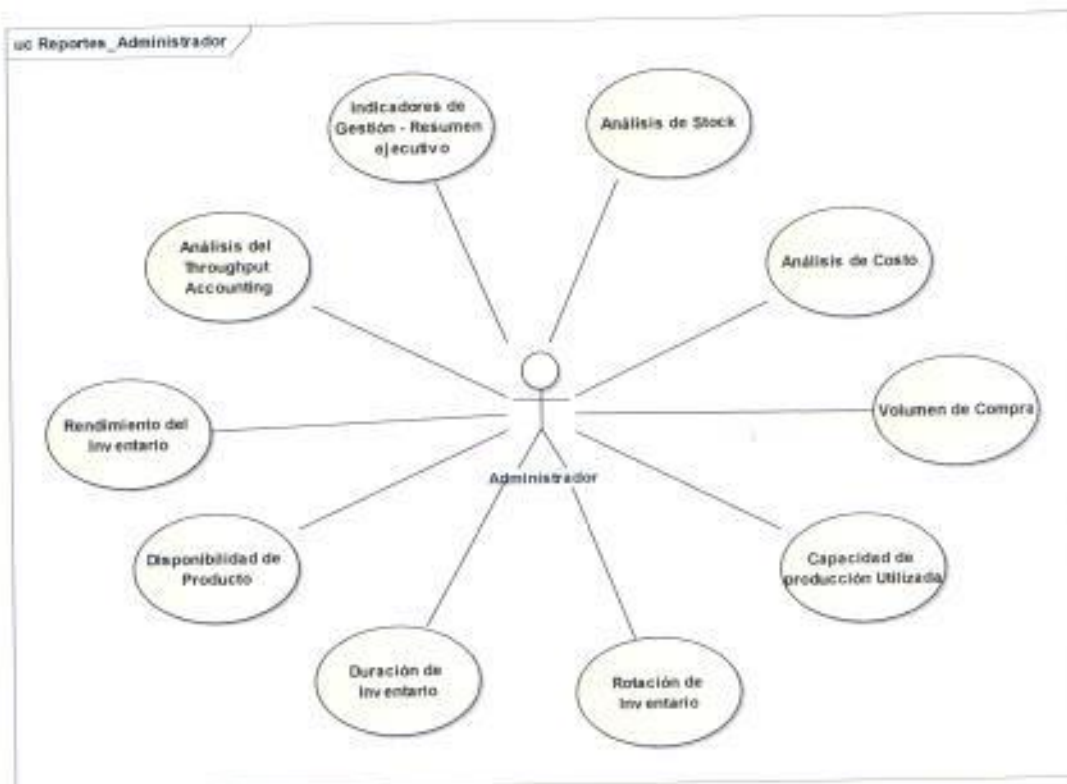 uc Reportes_Administrador
Indicadores de
Gestión - Resumen
ejecutivo
Análisis de Stock
Análisis del
Throughput
Accounting
Análisis de Costo
Rendimiento del
Inventario
Volumen de Compra
Administrador
Disponibilidad de
Producto
Capacidad de
producción Utilizada
Duración de
Inventario
Rotación de
Inventario